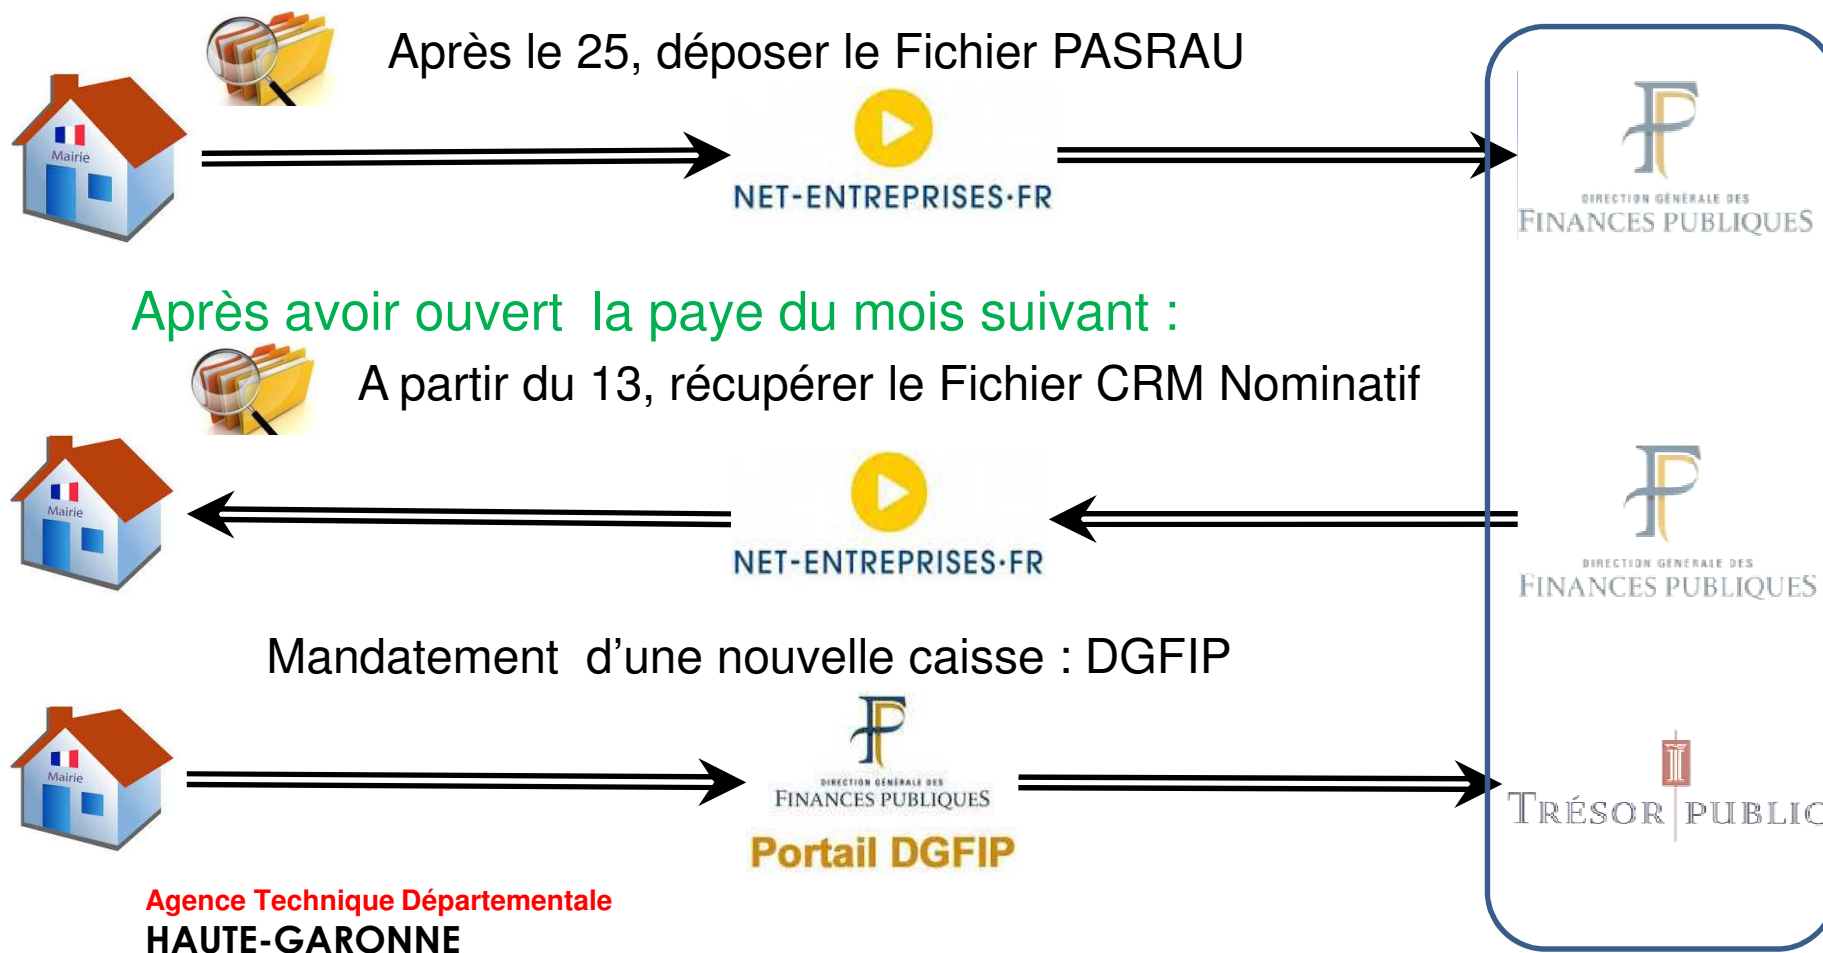 Après le 25, déposer le Fichier PASRAU
Mairie
NET-ENTREPRISES·FR
DIRECTION GÉNÉRALE DES
FINANCES PUBLIQUES
Après avoir ouvert la paye du mois suivant :
A partir du 13, récupérer le Fichier CRM Nominatif
Mairie
NET-ENTREPRISES·FR
DIRECTION GÉNÉRALE DES
FINANCES PUBLIQUES
Mandatement d’une nouvelle caisse : DGFIP
Mairie
DIRECTION GÉNÉRALE DES
FINANCES PUBLIQUES
Portail DGFIP
TRÉSOR PUBLIC
Agence Technique Départementale
HAUTE-GARONNE